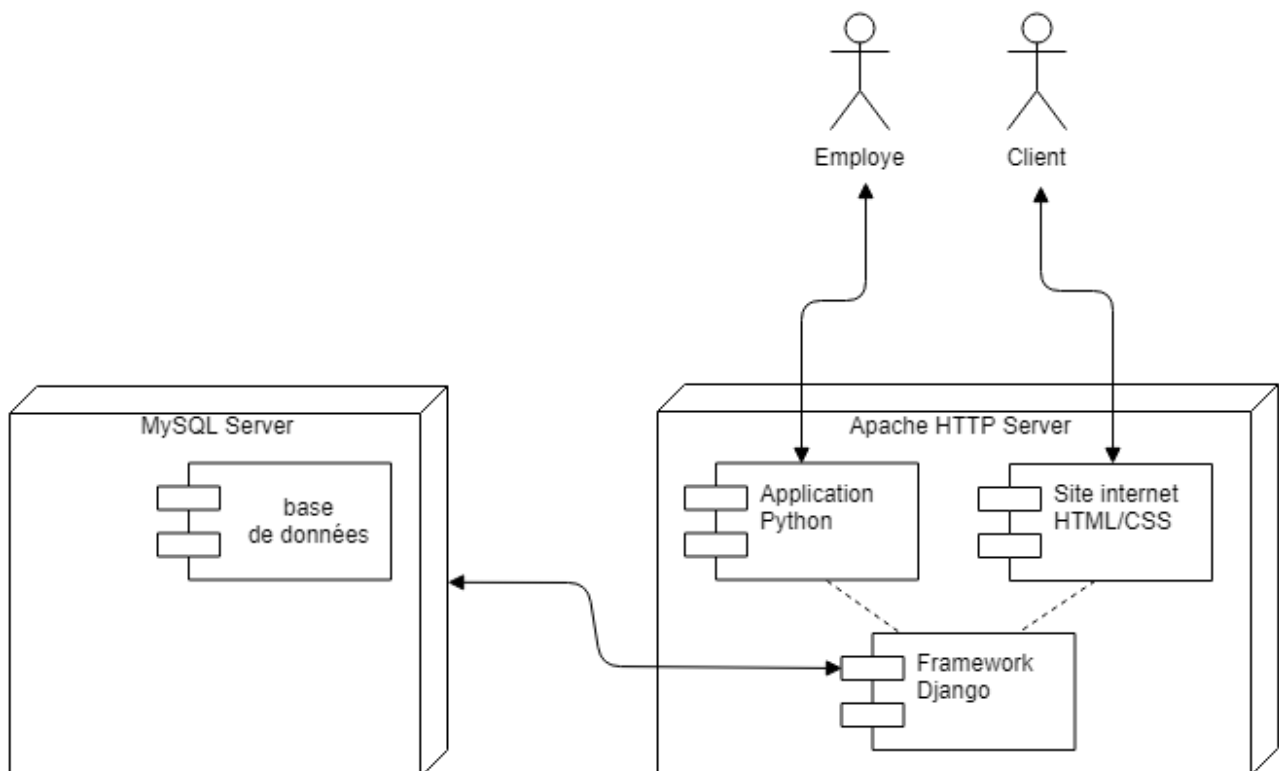 Employe
Client
MySQL Server
base
de données
Apache HTTP Server
Application
Python
Site internet
HTML/CSS
Framework
Django